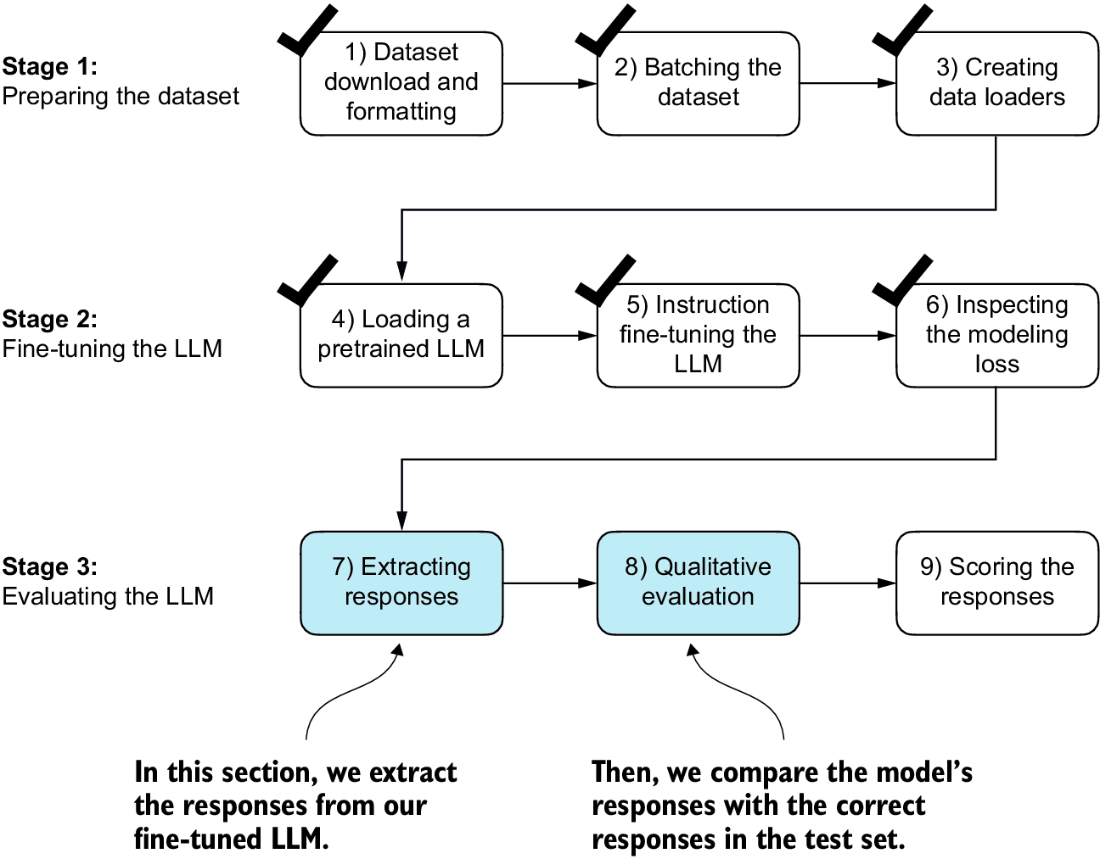 Stage 1:
Preparing the dataset
1) Dataset
download and
formatting
2) Batching the
dataset
3) Creating
data loaders
Stage 2:
Fine-tuning the LLM
4) Loading a
pretrained LLM
5) Instruction
fine-tuning the
LLM
6) Inspecting
the modeling
loss
Stage 3:
Evaluating the LLM
7) Extracting
responses
8) Qualitative
evaluation
9) Scoring the
responses
In this section, we extract
the responses from our
fine-tuned LLM.
Then, we compare the model’s
responses with the correct
responses in the test set.